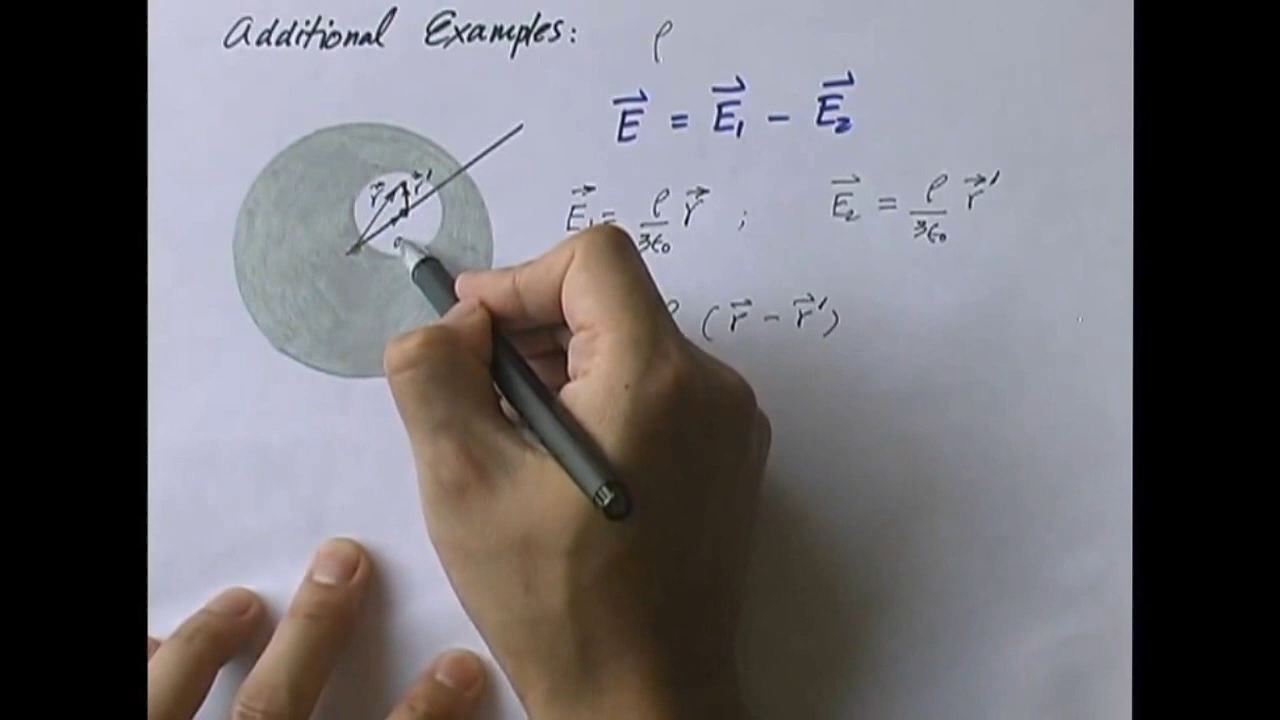 Additional Examples: ρ
E⃗ = E⃗₁ - E⃗₂
E⃗₁ = ρ/3ε₀ r⃗ ; E⃗₂ = ρ/3ε₀ r⃗′
r⃗ r⃗′
(r⃗ - r⃗′)